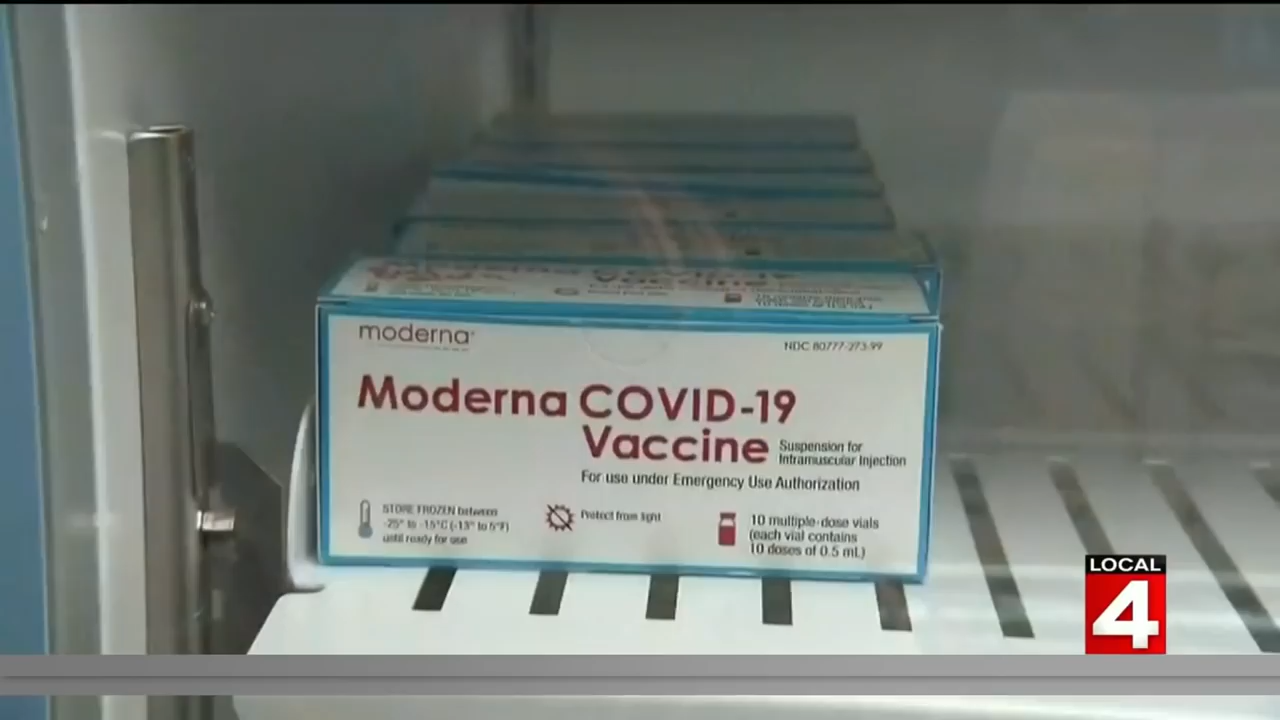 moderna
NDC 80777-273-99
Moderna COVID-19
Vaccine
Suspension for
Intramuscular Injection
For use under Emergency Use Authorization
STORE FROZEN between
-25° to -15°C (-13° to 5°F)
until ready for use
Protect from light
10 multiple-dose vials
(each vial contains
10 doses of 0.5 mL)
LOCAL
4